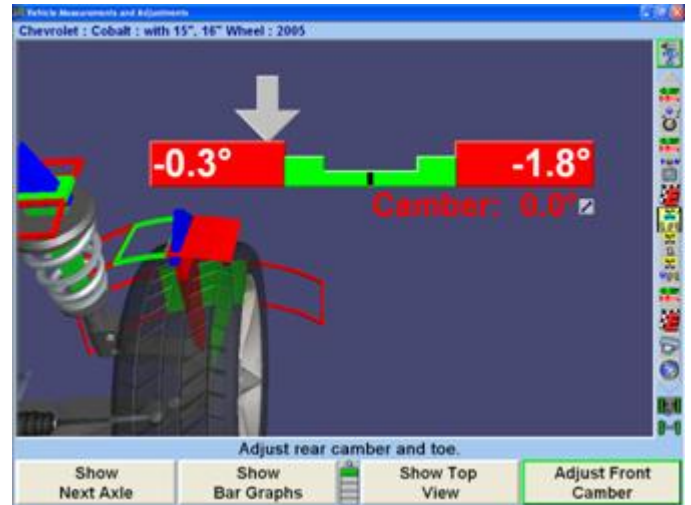 Vehicle Measurements and Adjustments
Chevrolet : Cobalt : with 15", 16" Wheel : 2005
-0.3° -1.8°
Camber: 0.0°
Adjust rear camber and toe.
Show Next Axle
Show Bar Graphs
Show Top View
Adjust Front Camber